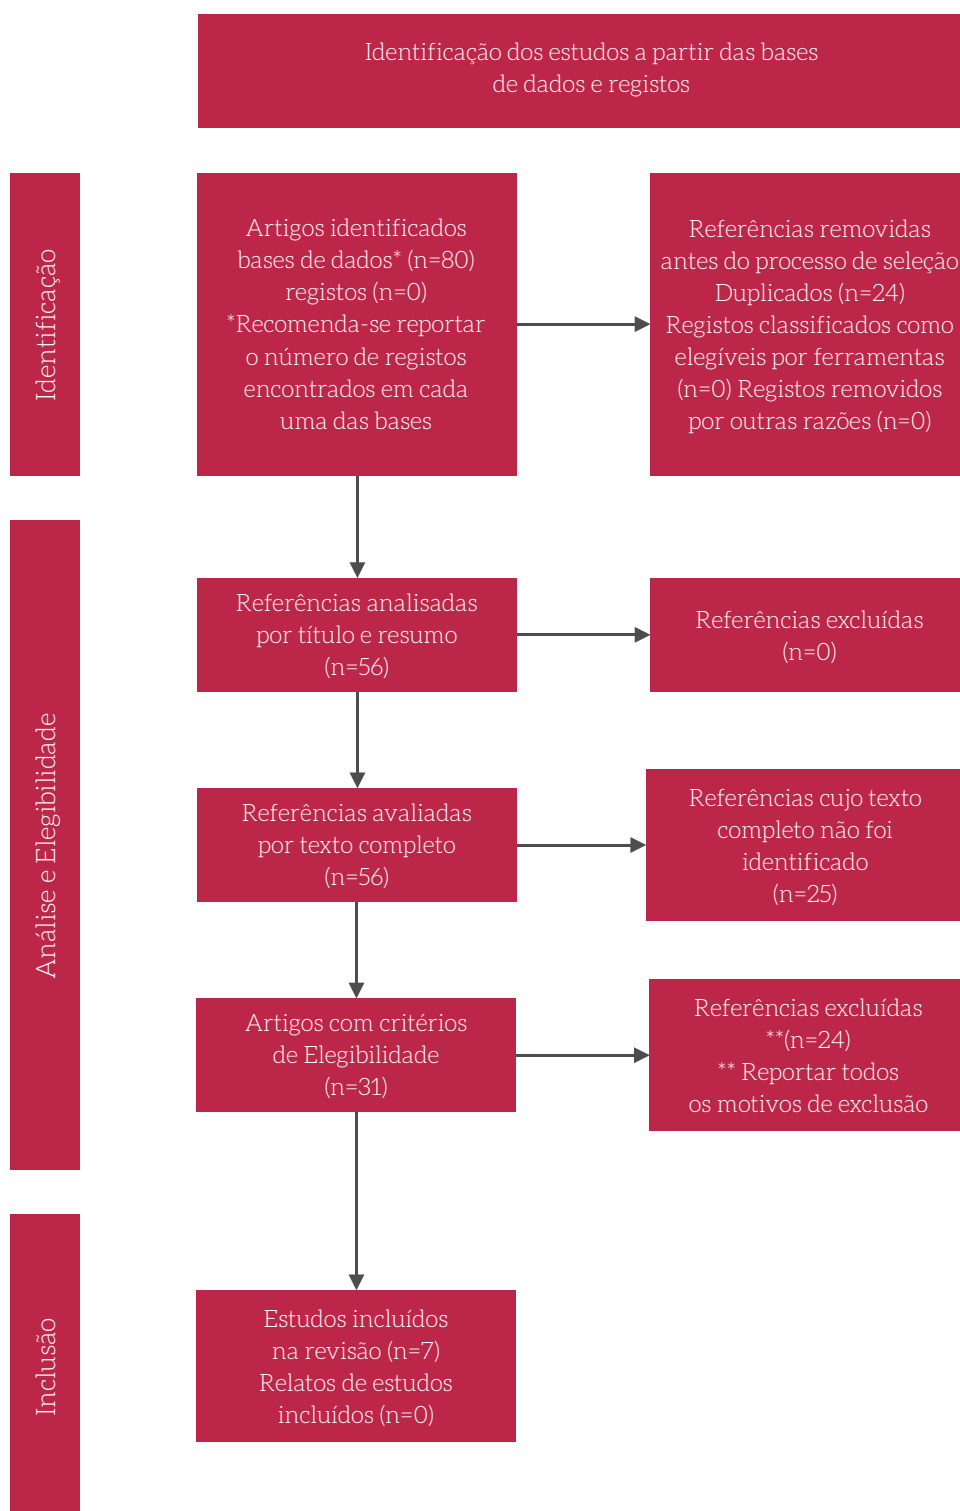 Identificação dos estudos a partir das bases
de dados e registos
Identificação
Artigos identificados
bases de dados* (n=80)
registos (n=0)
*Recomenda-se reportar
o número de registos
encontrados em cada
uma das bases
Referências removidas
antes do processo de seleção
Duplicados (n=24)
Registos classificados como
elegíveis por ferramentas
(n=0) Registos removidos
por outras razões (n=0)
Análise e Elegibilidade
Referências analisadas
por título e resumo
(n=56)
Referências excluídas
(n=0)
Referências avaliadas
por texto completo
(n=56)
Referências cujo texto
completo não foi
identificado
(n=25)
Artigos com critérios
de Elegibilidade
(n=31)
Referências excluídas
**(n=24)
** Reportar todos
os motivos de exclusão
Inclusão
Estudos incluídos
na revisão (n=7)
Relatos de estudos
incluídos (n=0)